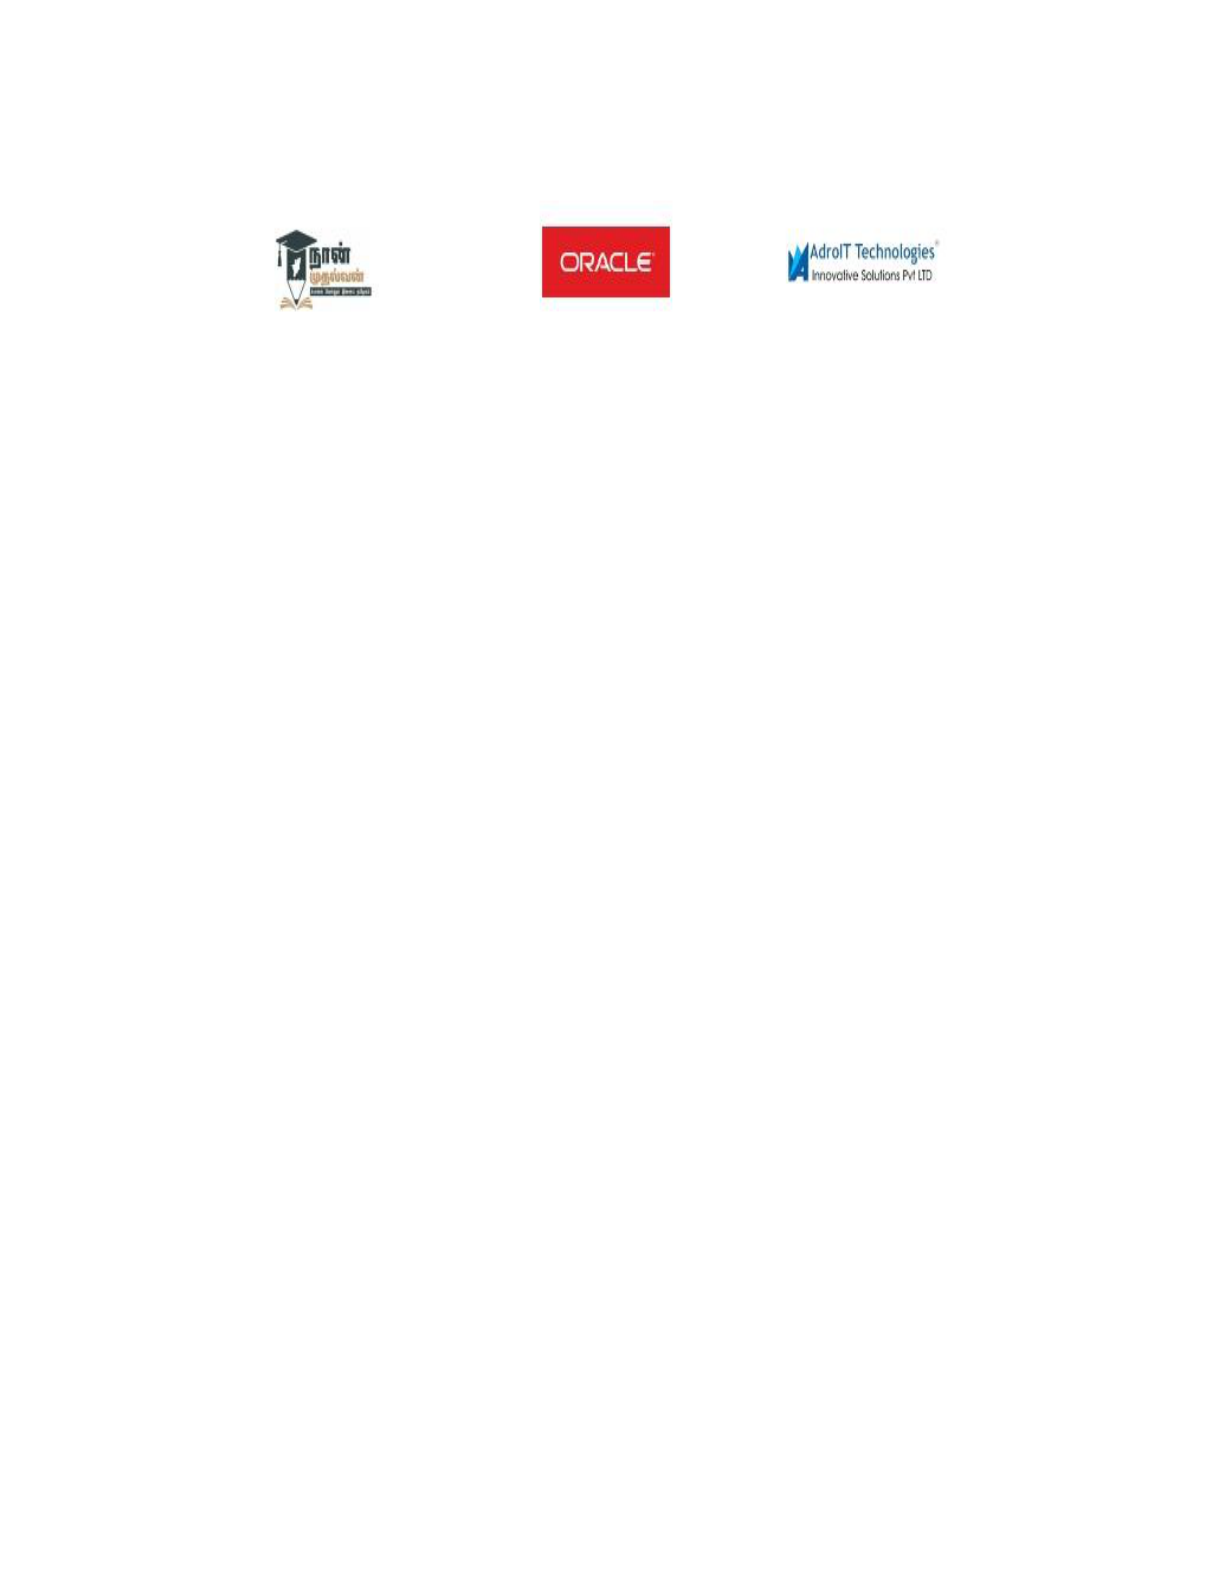 நான்
முதல்வன்
ORACLE
AdroIT Technologies®
Innovative Solutions Pvt LTD